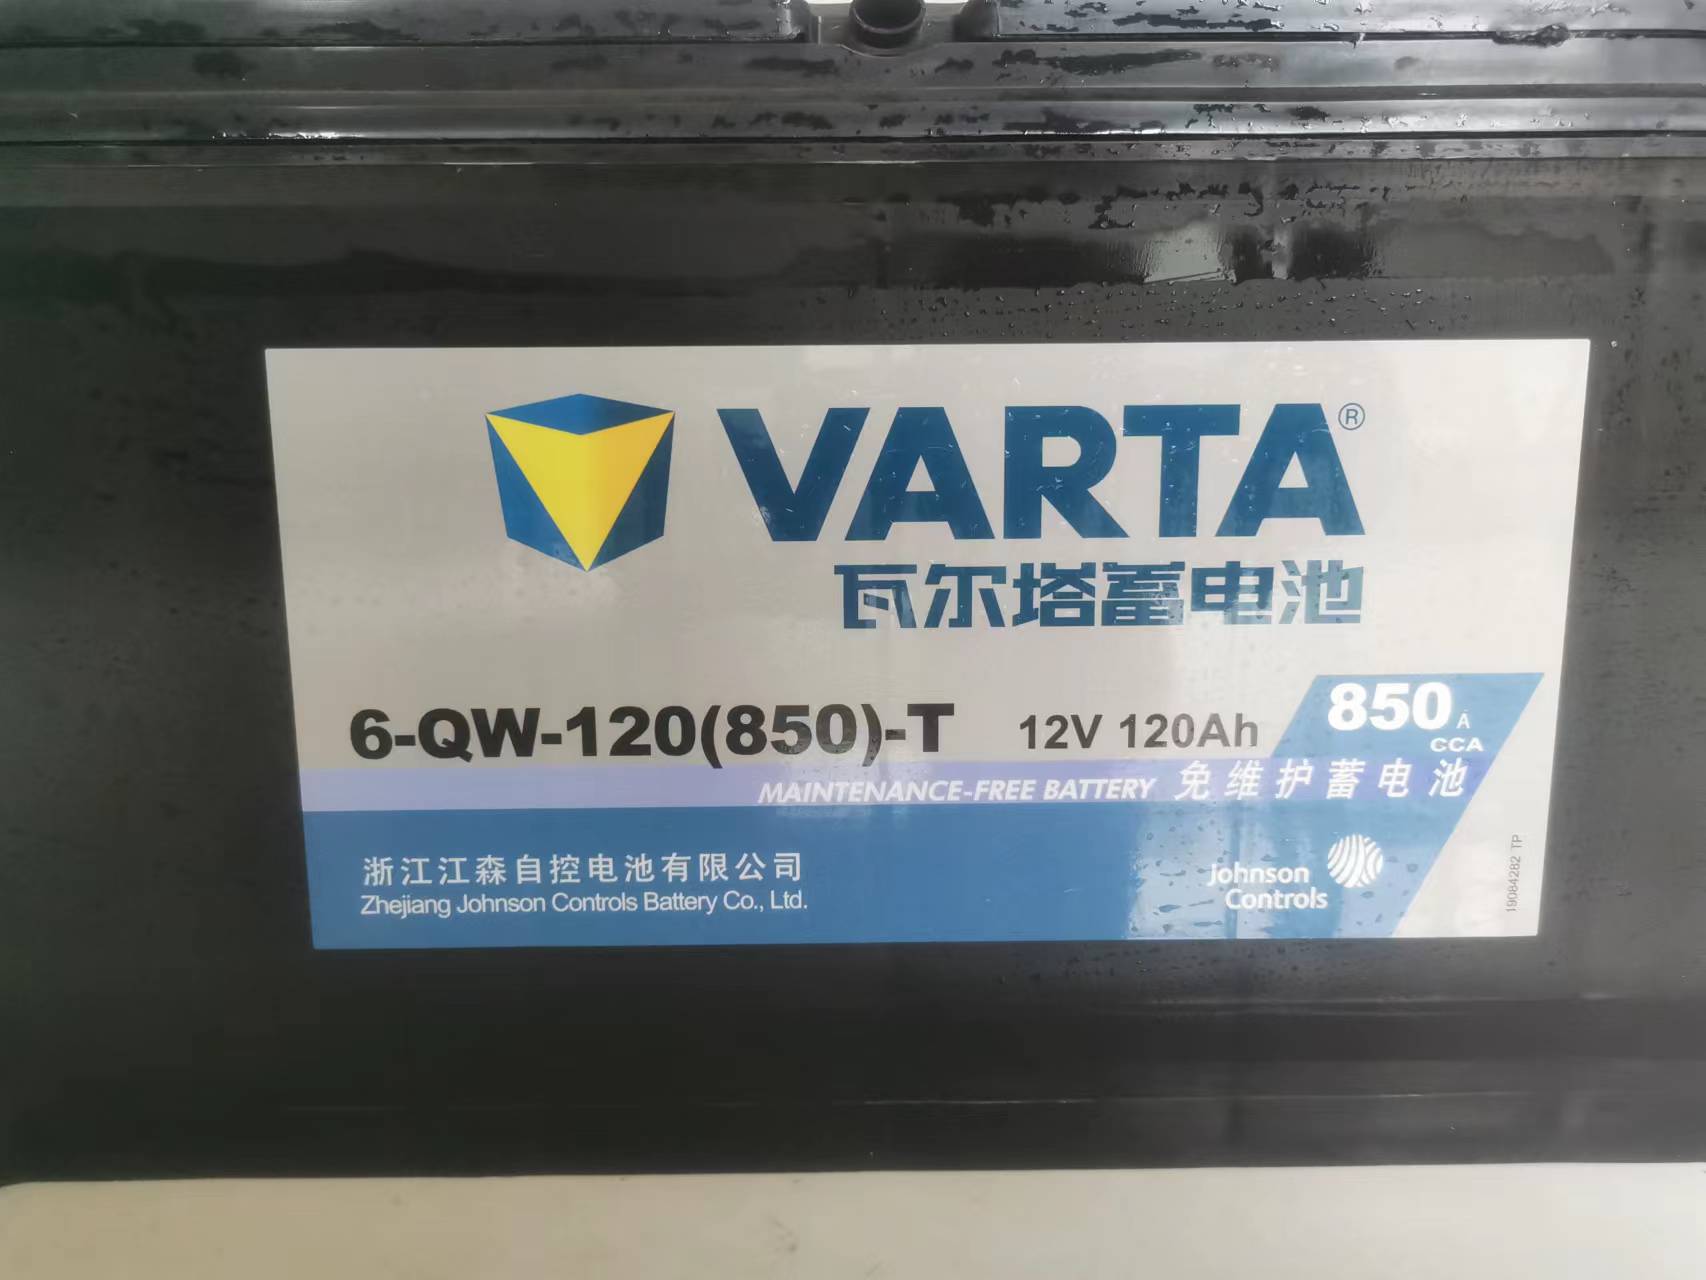 VARTA®
瓦尔塔蓄电池
6-QW-120(850)-T 12V 120Ah 850 A
CCA
MAINTENANCE-FREE BATTERY 免维护蓄电池
浙江江森自控电池有限公司
Zhejiang Johnson Controls Battery Co., Ltd.
Johnson
Controls
19084282 TP